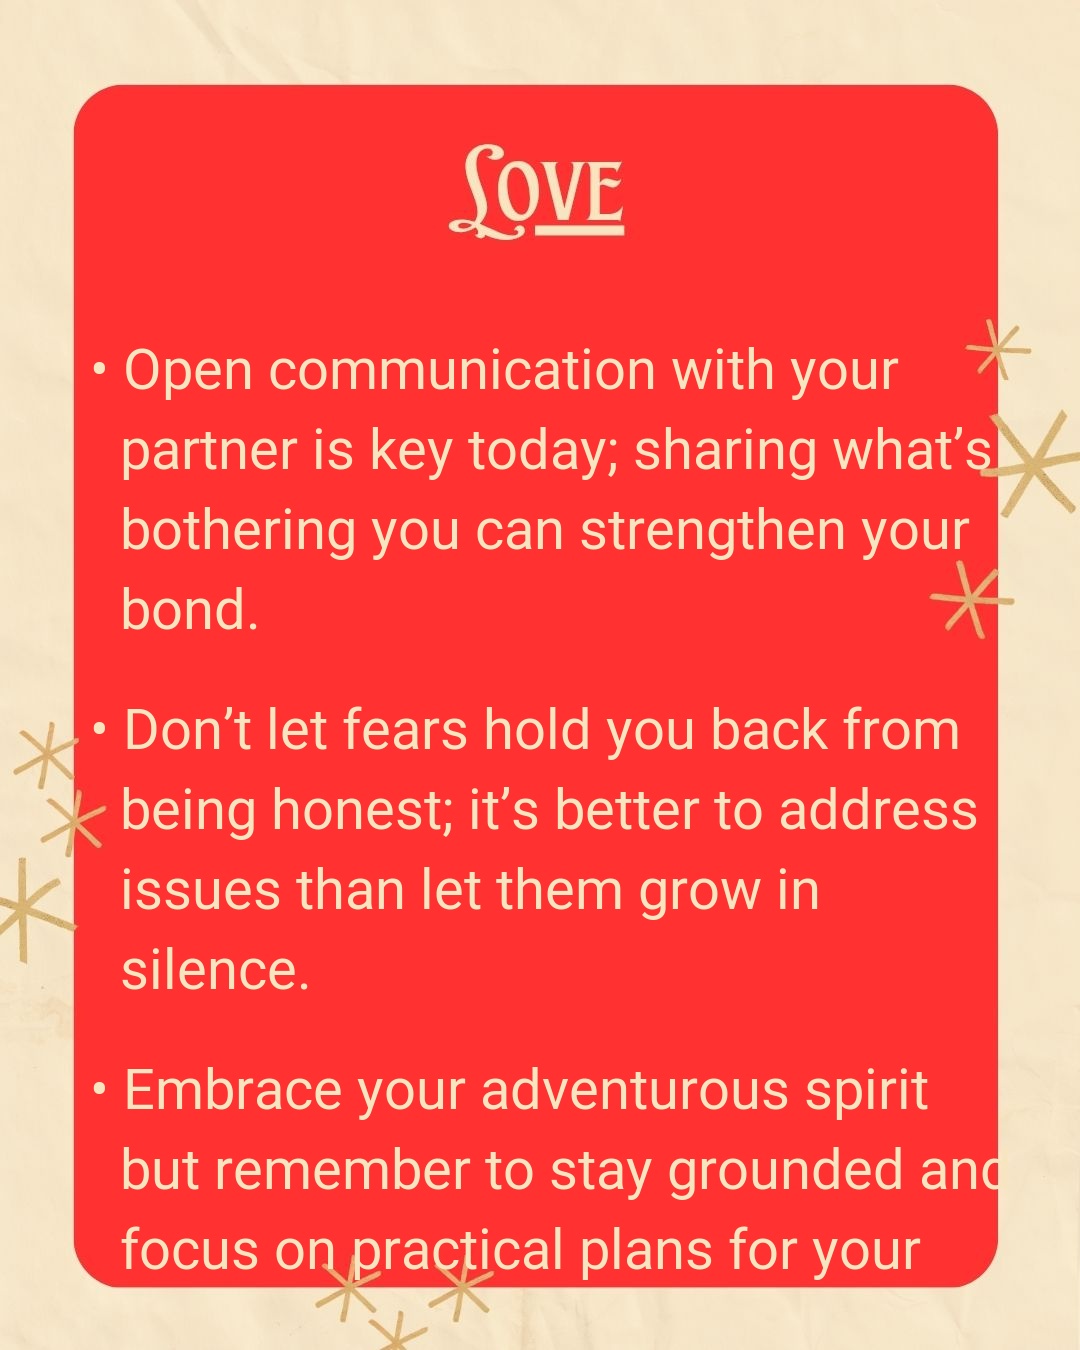 Love
• Open communication with your
partner is key today; sharing what’s
bothering you can strengthen your
bond.
• Don’t let fears hold you back from
being honest; it’s better to address
issues than let them grow in
silence.
• Embrace your adventurous spirit
but remember to stay grounded and
focus on practical plans for your